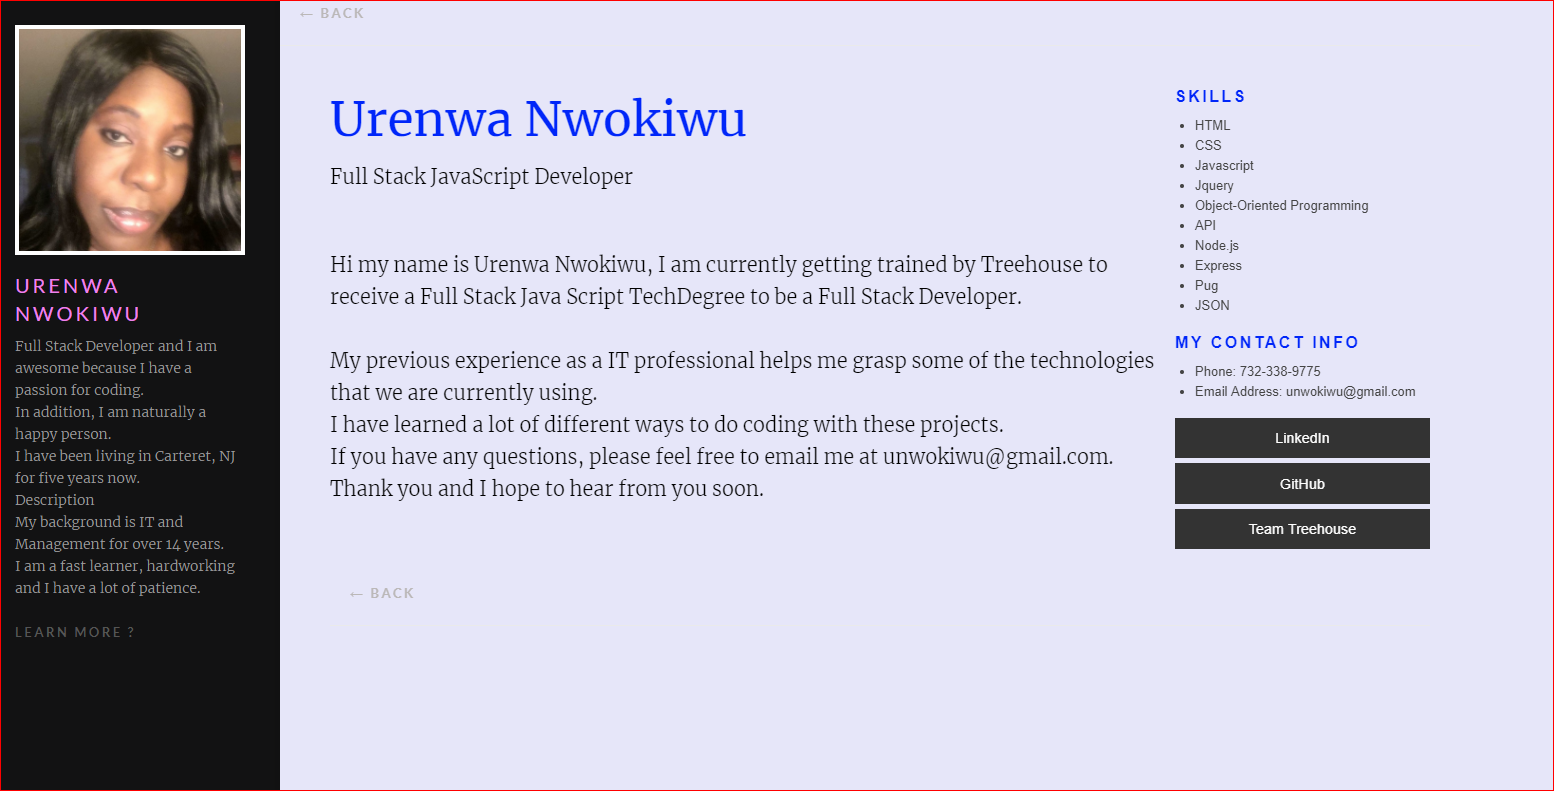 URENWA
NWOKIWU
Full Stack Developer and I am
awesome because I have a
passion for coding.
In addition, I am naturally a
happy person.
I have been living in Carteret, NJ
for five years now.
Description
My background is IT and
Management for over 14 years.
I am a fast learner, hardworking
and I have a lot of patience.
LEARN MORE ?
← BACK
Urenwa Nwokiwu
Full Stack JavaScript Developer
Hi my name is Urenwa Nwokiwu, I am currently getting trained by Treehouse to
receive a Full Stack Java Script TechDegree to be a Full Stack Developer.
My previous experience as a IT professional helps me grasp some of the technologies
that we are currently using.
I have learned a lot of different ways to do coding with these projects.
If you have any questions, please feel free to email me at unwokiwu@gmail.com.
Thank you and I hope to hear from you soon.
← BACK
SKILLS
• HTML
• CSS
• Javascript
• Jquery
• Object-Oriented Programming
• API
• Node.js
• Express
• Pug
• JSON
MY CONTACT INFO
• Phone: 732-338-9775
• Email Address: unwokiwu@gmail.com
LinkedIn
GitHub
Team Treehouse